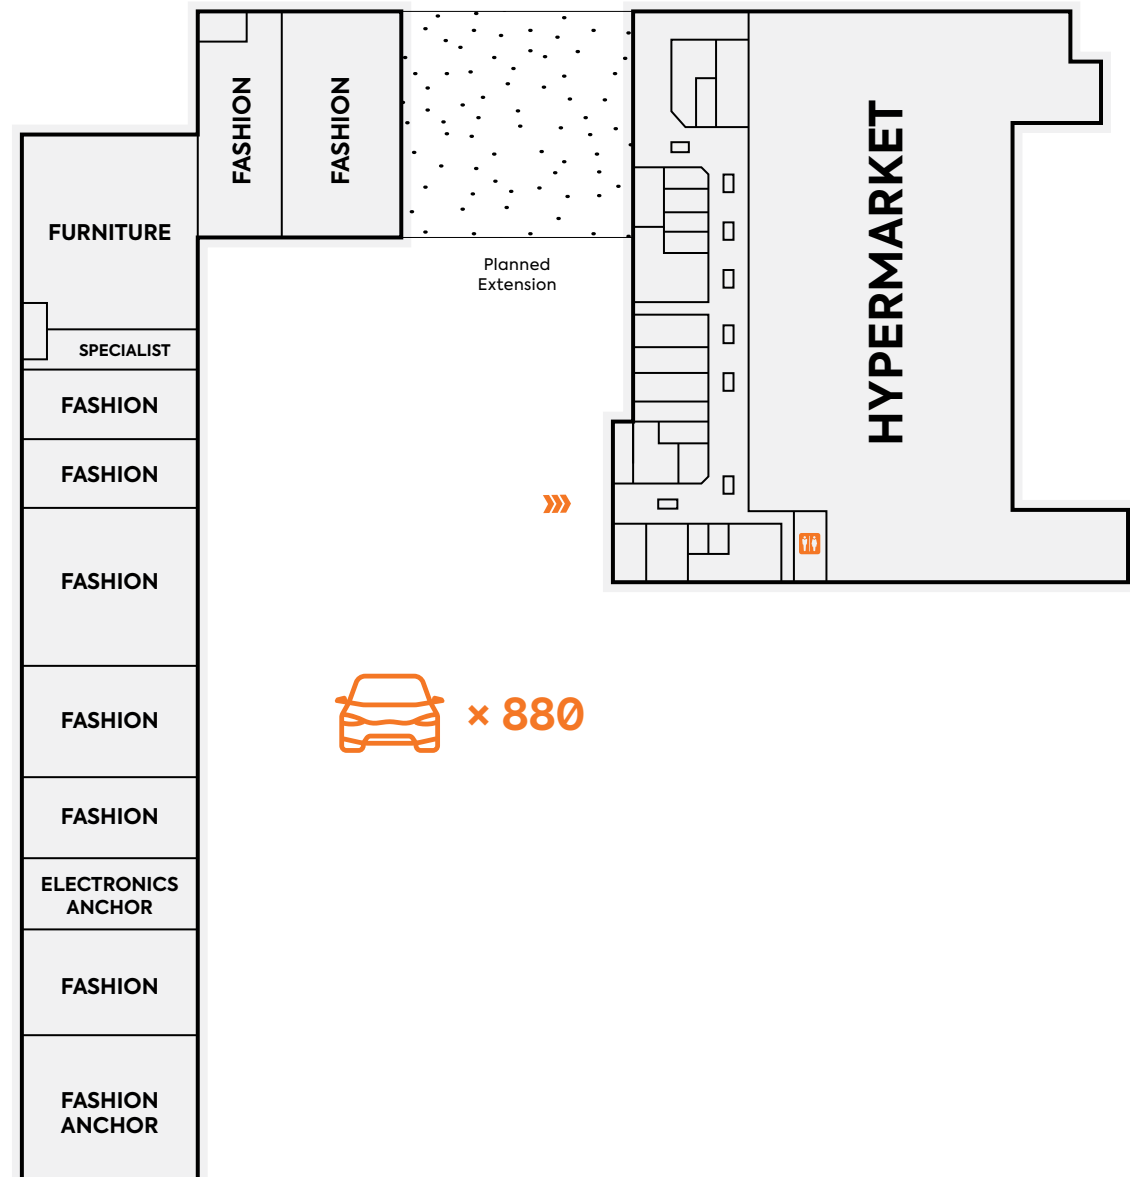 FASHION
FASHION
HYPERMARKET
FURNITURE
Planned
Extension
SPECIALIST
FASHION
FASHION
FASHION
× 880
FASHION
FASHION
ELECTRONICS
ANCHOR
FASHION
FASHION
ANCHOR